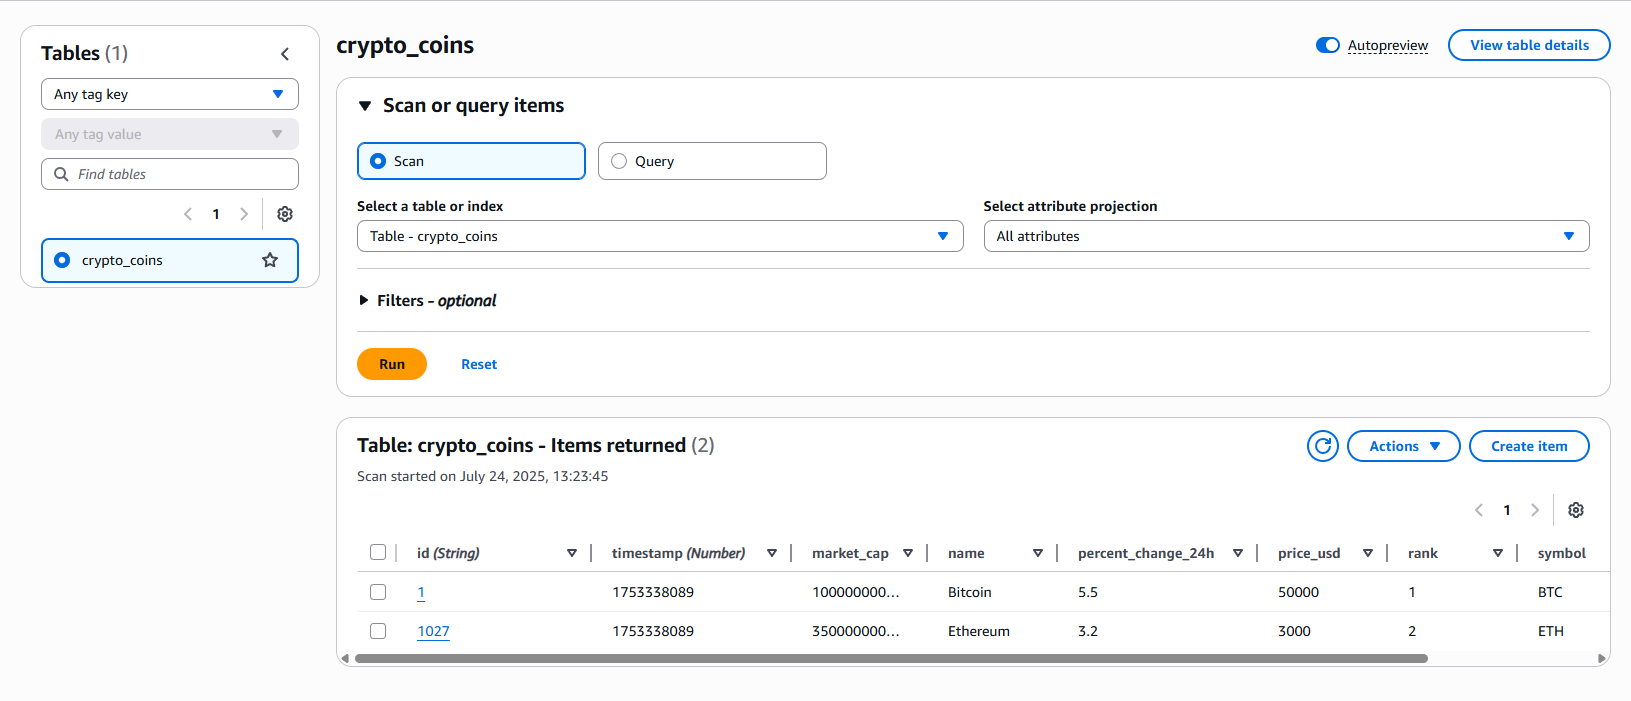 Tables (1)
Any tag key
Any tag value
Find tables
1
crypto_coins
crypto_coins
Autopreview
View table details
Scan or query items
Scan
Query
Select a table or index
Select attribute projection
Table - crypto_coins
All attributes
Filters - optional
Run
Reset
Table: crypto_coins - Items returned (2)
Actions
Create item
Scan started on July 24, 2025, 13:23:45
1
id (String) timestamp (Number) market_cap name percent_change_24h price_usd rank symbol
1 1753338089 100000000... Bitcoin 5.5 50000 1 BTC
1027 1753338089 350000000... Ethereum 3.2 3000 2 ETH